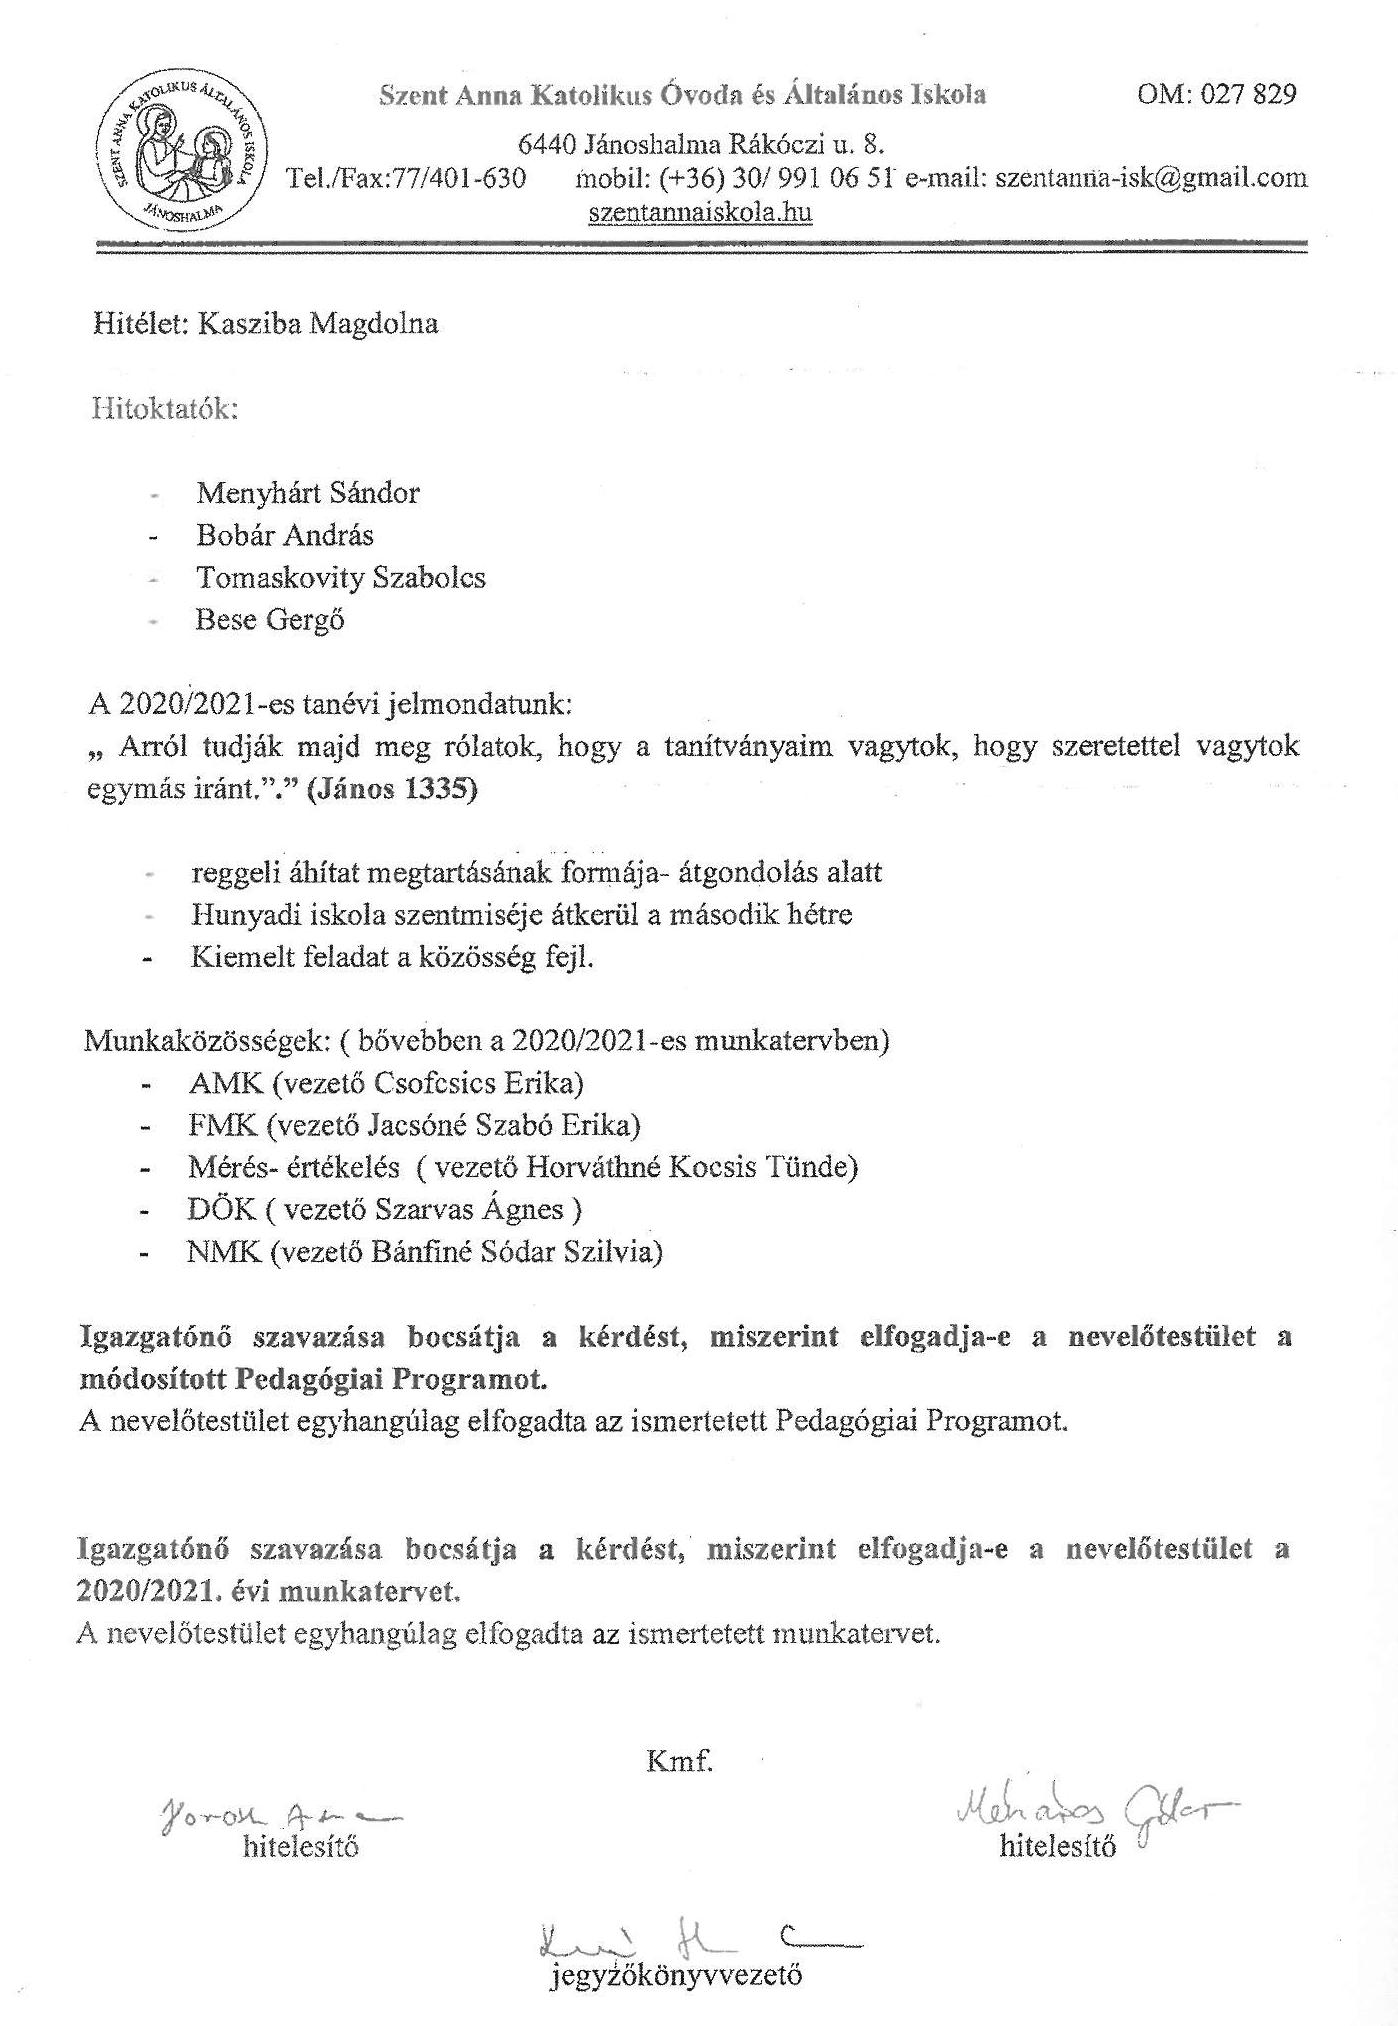 SZENT ANNA KATOLIKUS ÁLTALÁNOS ISKOLA
JÁNOSHALMA
Szent Anna Katolikus Óvoda és Általános Iskola OM: 027 829
6440 Jánoshalma Rákóczi u. 8.
Tel./Fax:77/401-630 mobil: (+36) 30/ 991 06 51 e-mail: szentanna-isk@gmail.com
szentannaiskola.hu
Hitélet: Kasziba Magdolna
Hitoktatók:
- Menyhárt Sándor
- Bobár András
- Tomaskovity Szabolcs
- Bese Gergő
A 2020/2021-es tanévi jelmondatunk:
„ Arról tudják majd meg rólatok, hogy a tanítványaim vagytok, hogy szeretettel vagytok
egymás iránt.”.” (János 1335)
- reggeli áhítat megtartásának formája- átgondolás alatt
- Hunyadi iskola szentmiséje átkerül a második hétre
- Kiemelt feladat a közösség fejl.
Munkaközösségek: ( bővebben a 2020/2021-es munkatervben)
- AMK (vezető Csofcsics Erika)
- FMK (vezető Jacsóné Szabó Erika)
- Mérés- értékelés ( vezető Horváthné Kocsis Tünde)
- DÖK ( vezető Szarvas Ágnes )
- NMK (vezető Bánfiné Sódar Szilvia)
Igazgatónő szavazása bocsátja a kérdést, miszerint elfogadja-e a nevelőtestület a
módosított Pedagógiai Programot.
A nevelőtestület egyhangúlag elfogadta az ismertetett Pedagógiai Programot.
Igazgatónő szavazása bocsátja a kérdést, miszerint elfogadja-e a nevelőtestület a
2020/2021. évi munkatervet.
A nevelőtestület egyhangúlag elfogadta az ismertetett munkatervet.
Kmf.
hitelesítő hitelesítő
jegyzőkönyvvezető